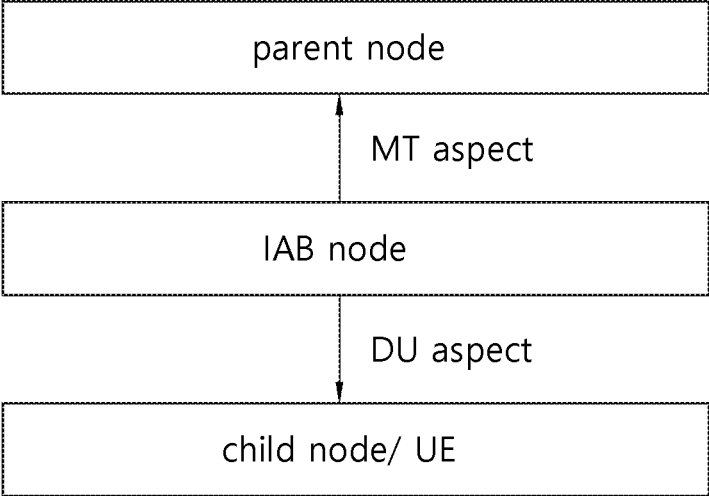 parent node
MT aspect
IAB node
DU aspect
child node/ UE